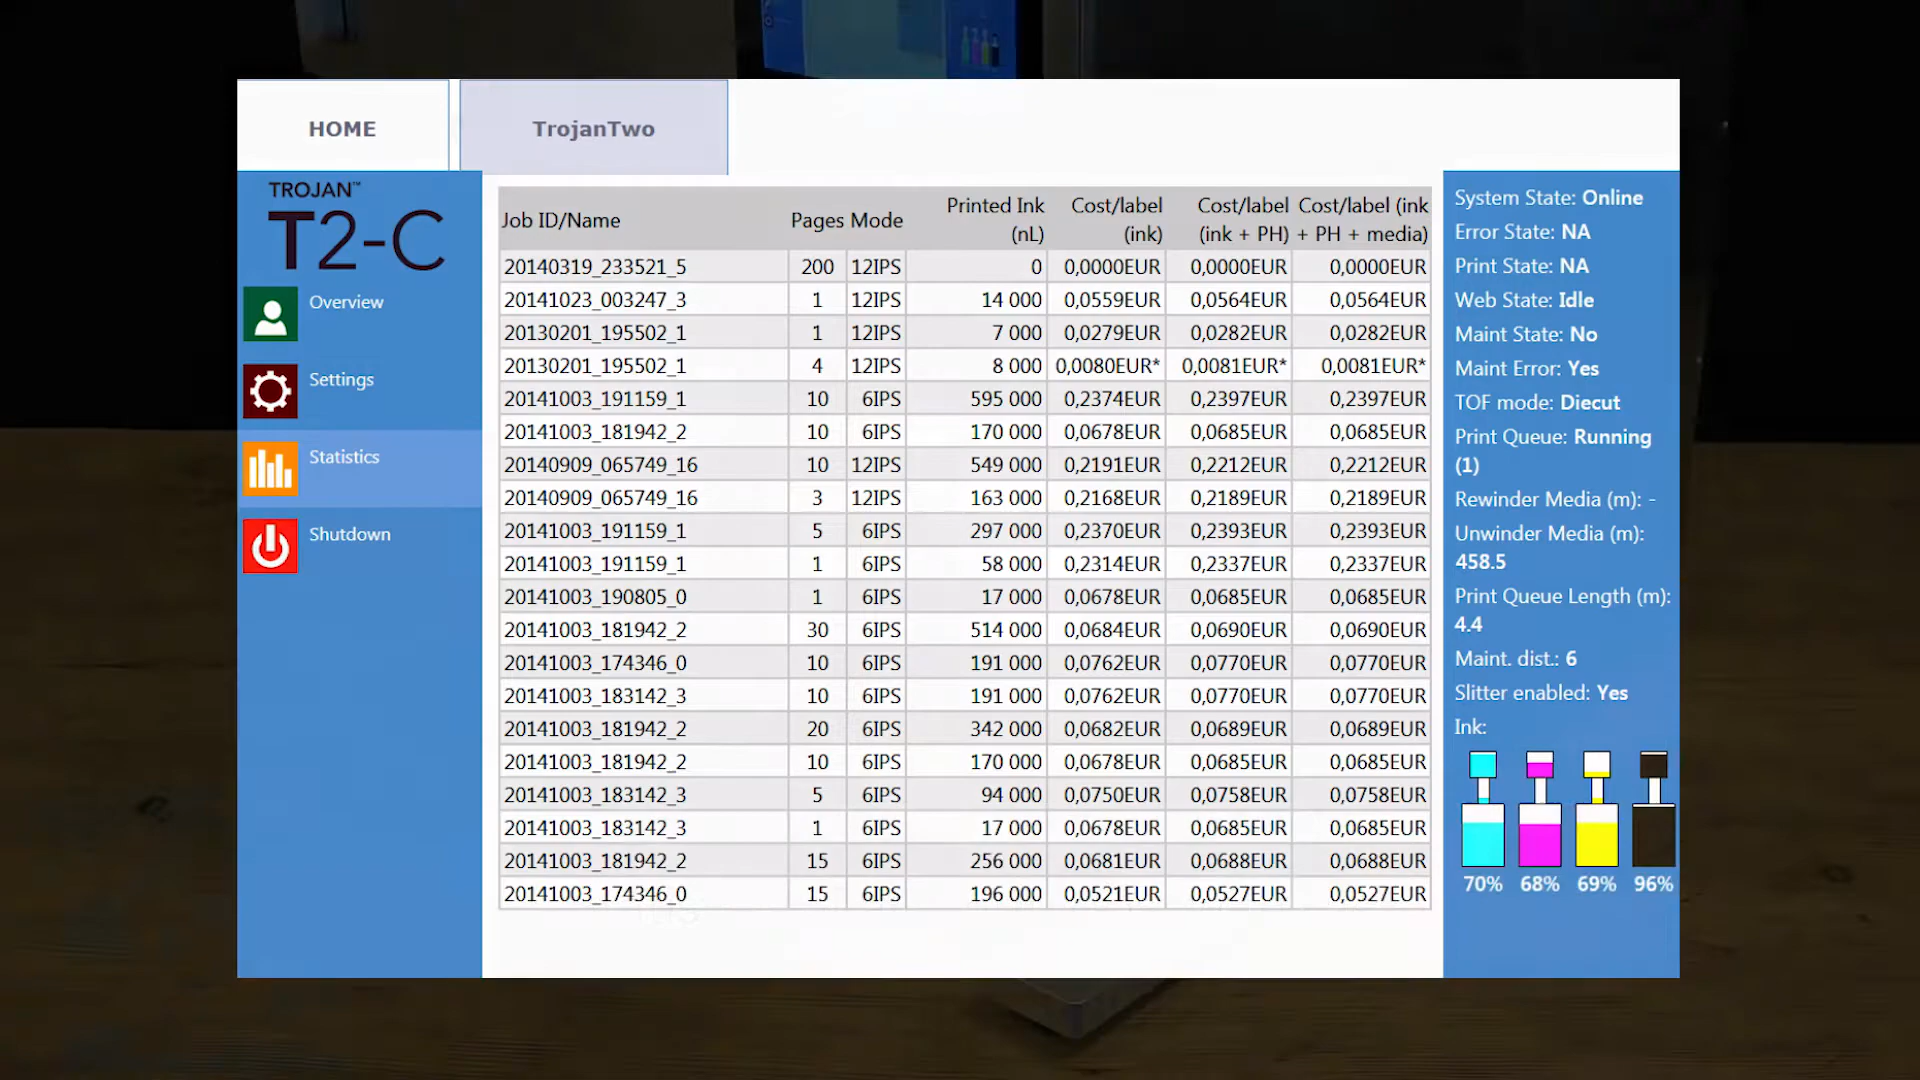 HOME
TrojanTwo
TROJAN™
T2-C
Overview
Settings
Statistics
Shutdown
Job ID/Name Pages Mode Printed Ink (nL) Cost/label (ink) Cost/label (ink + PH) Cost/label (ink + PH + media)
20140319_233521_5 200 12IPS 0 0,0000EUR 0,0000EUR 0,0000EUR
20141023_003247_3 1 12IPS 14 000 0,0559EUR 0,0564EUR 0,0564EUR
20130201_195502_1 1 12IPS 7 000 0,0279EUR 0,0282EUR 0,0282EUR
20130201_195502_1 4 12IPS 8 000 0,0080EUR* 0,0081EUR* 0,0081EUR*
20141003_191159_1 10 6IPS 595 000 0,2374EUR 0,2397EUR 0,2397EUR
20141003_181942_2 10 6IPS 170 000 0,0678EUR 0,0685EUR 0,0685EUR
20140909_065749_16 10 12IPS 549 000 0,2191EUR 0,2212EUR 0,2212EUR
20140909_065749_16 3 12IPS 163 000 0,2168EUR 0,2189EUR 0,2189EUR
20141003_191159_1 5 6IPS 297 000 0,2370EUR 0,2393EUR 0,2393EUR
20141003_191159_1 1 6IPS 58 000 0,2314EUR 0,2337EUR 0,2337EUR
20141003_190805_0 1 6IPS 17 000 0,0678EUR 0,0685EUR 0,0685EUR
20141003_181942_2 30 6IPS 514 000 0,0684EUR 0,0690EUR 0,0690EUR
20141003_174346_0 10 6IPS 191 000 0,0762EUR 0,0770EUR 0,0770EUR
20141003_183142_3 10 6IPS 191 000 0,0762EUR 0,0770EUR 0,0770EUR
20141003_181942_2 20 6IPS 342 000 0,0682EUR 0,0689EUR 0,0689EUR
20141003_181942_2 10 6IPS 170 000 0,0678EUR 0,0685EUR 0,0685EUR
20141003_183142_3 5 6IPS 94 000 0,0750EUR 0,0758EUR 0,0758EUR
20141003_183142_3 1 6IPS 17 000 0,0678EUR 0,0685EUR 0,0685EUR
20141003_181942_2 15 6IPS 256 000 0,0681EUR 0,0688EUR 0,0688EUR
20141003_174346_0 15 6IPS 196 000 0,0521EUR 0,0527EUR 0,0527EUR
System State: Online
Error State: NA
Print State: NA
Web State: Idle
Maint State: No
Maint Error: Yes
TOF mode: Diecut
Print Queue: Running
(1)
Rewinder Media (m): -
Unwinder Media (m):
458.5
Print Queue Length (m):
4.4
Maint. dist.: 6
Slitter enabled: Yes
Ink:
70% 68% 69% 96%